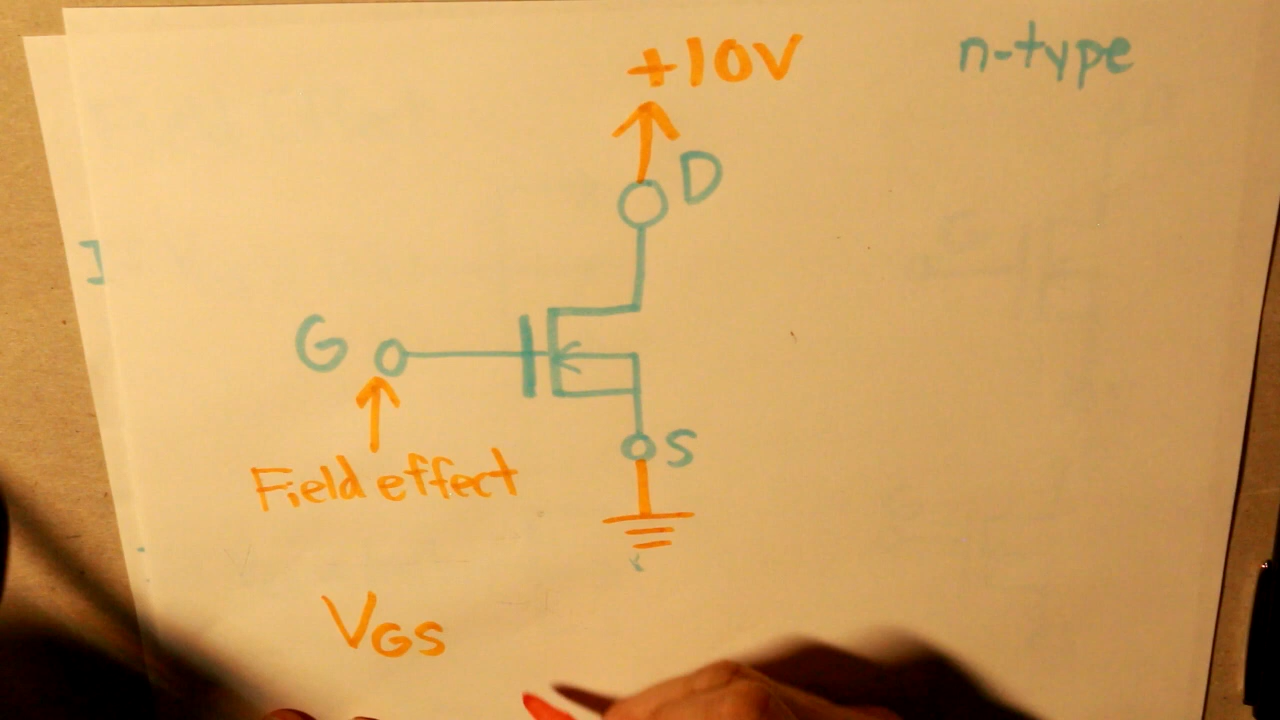 +10V
n-type
D
G
S
Field effect
VGS